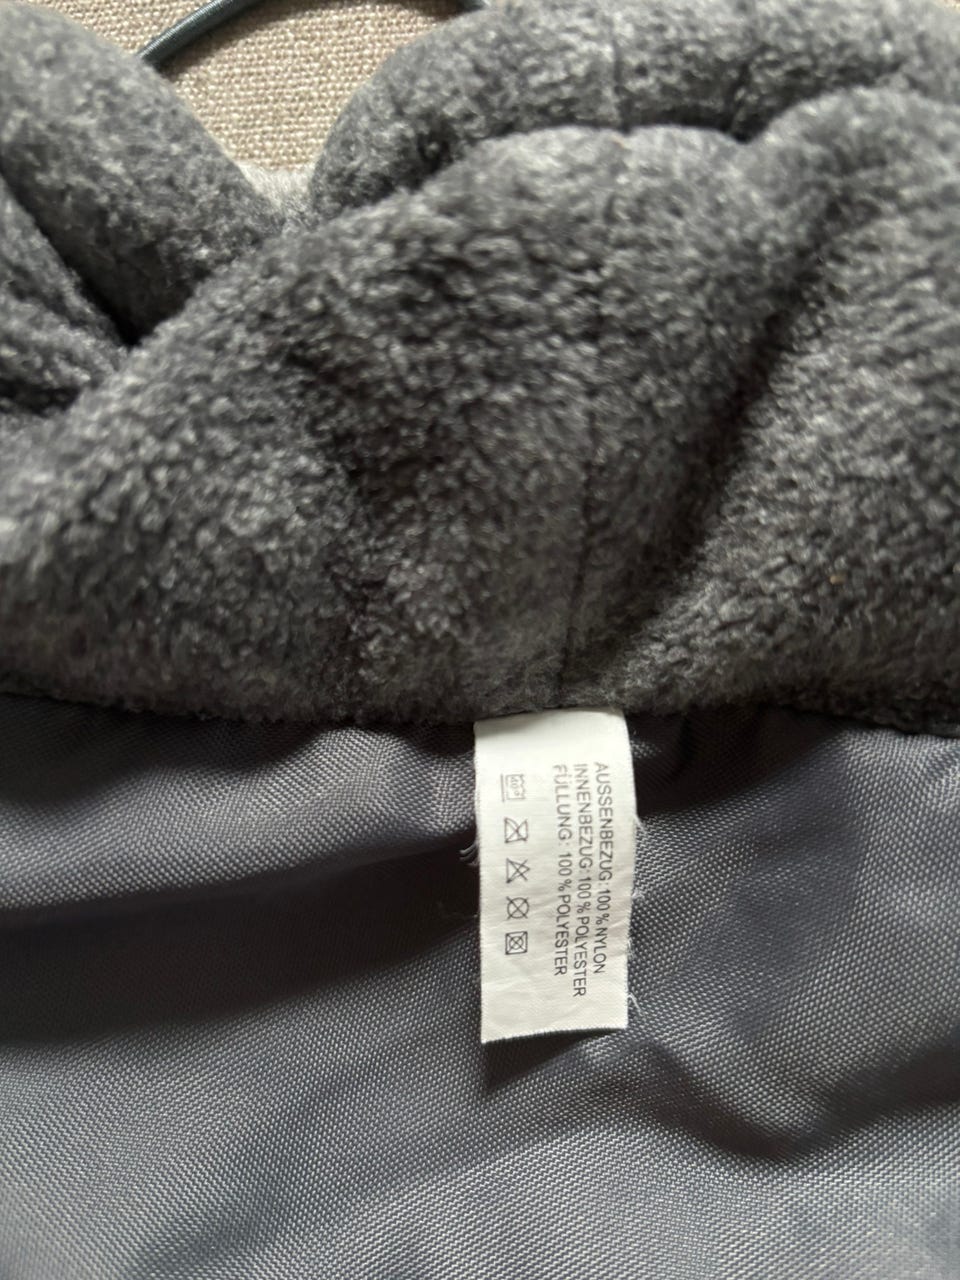 AUSSENBEZUG: 100 % NYLON
INNENBEZUG: 100 % POLYESTER
FÜLLUNG: 100 % POLYESTER